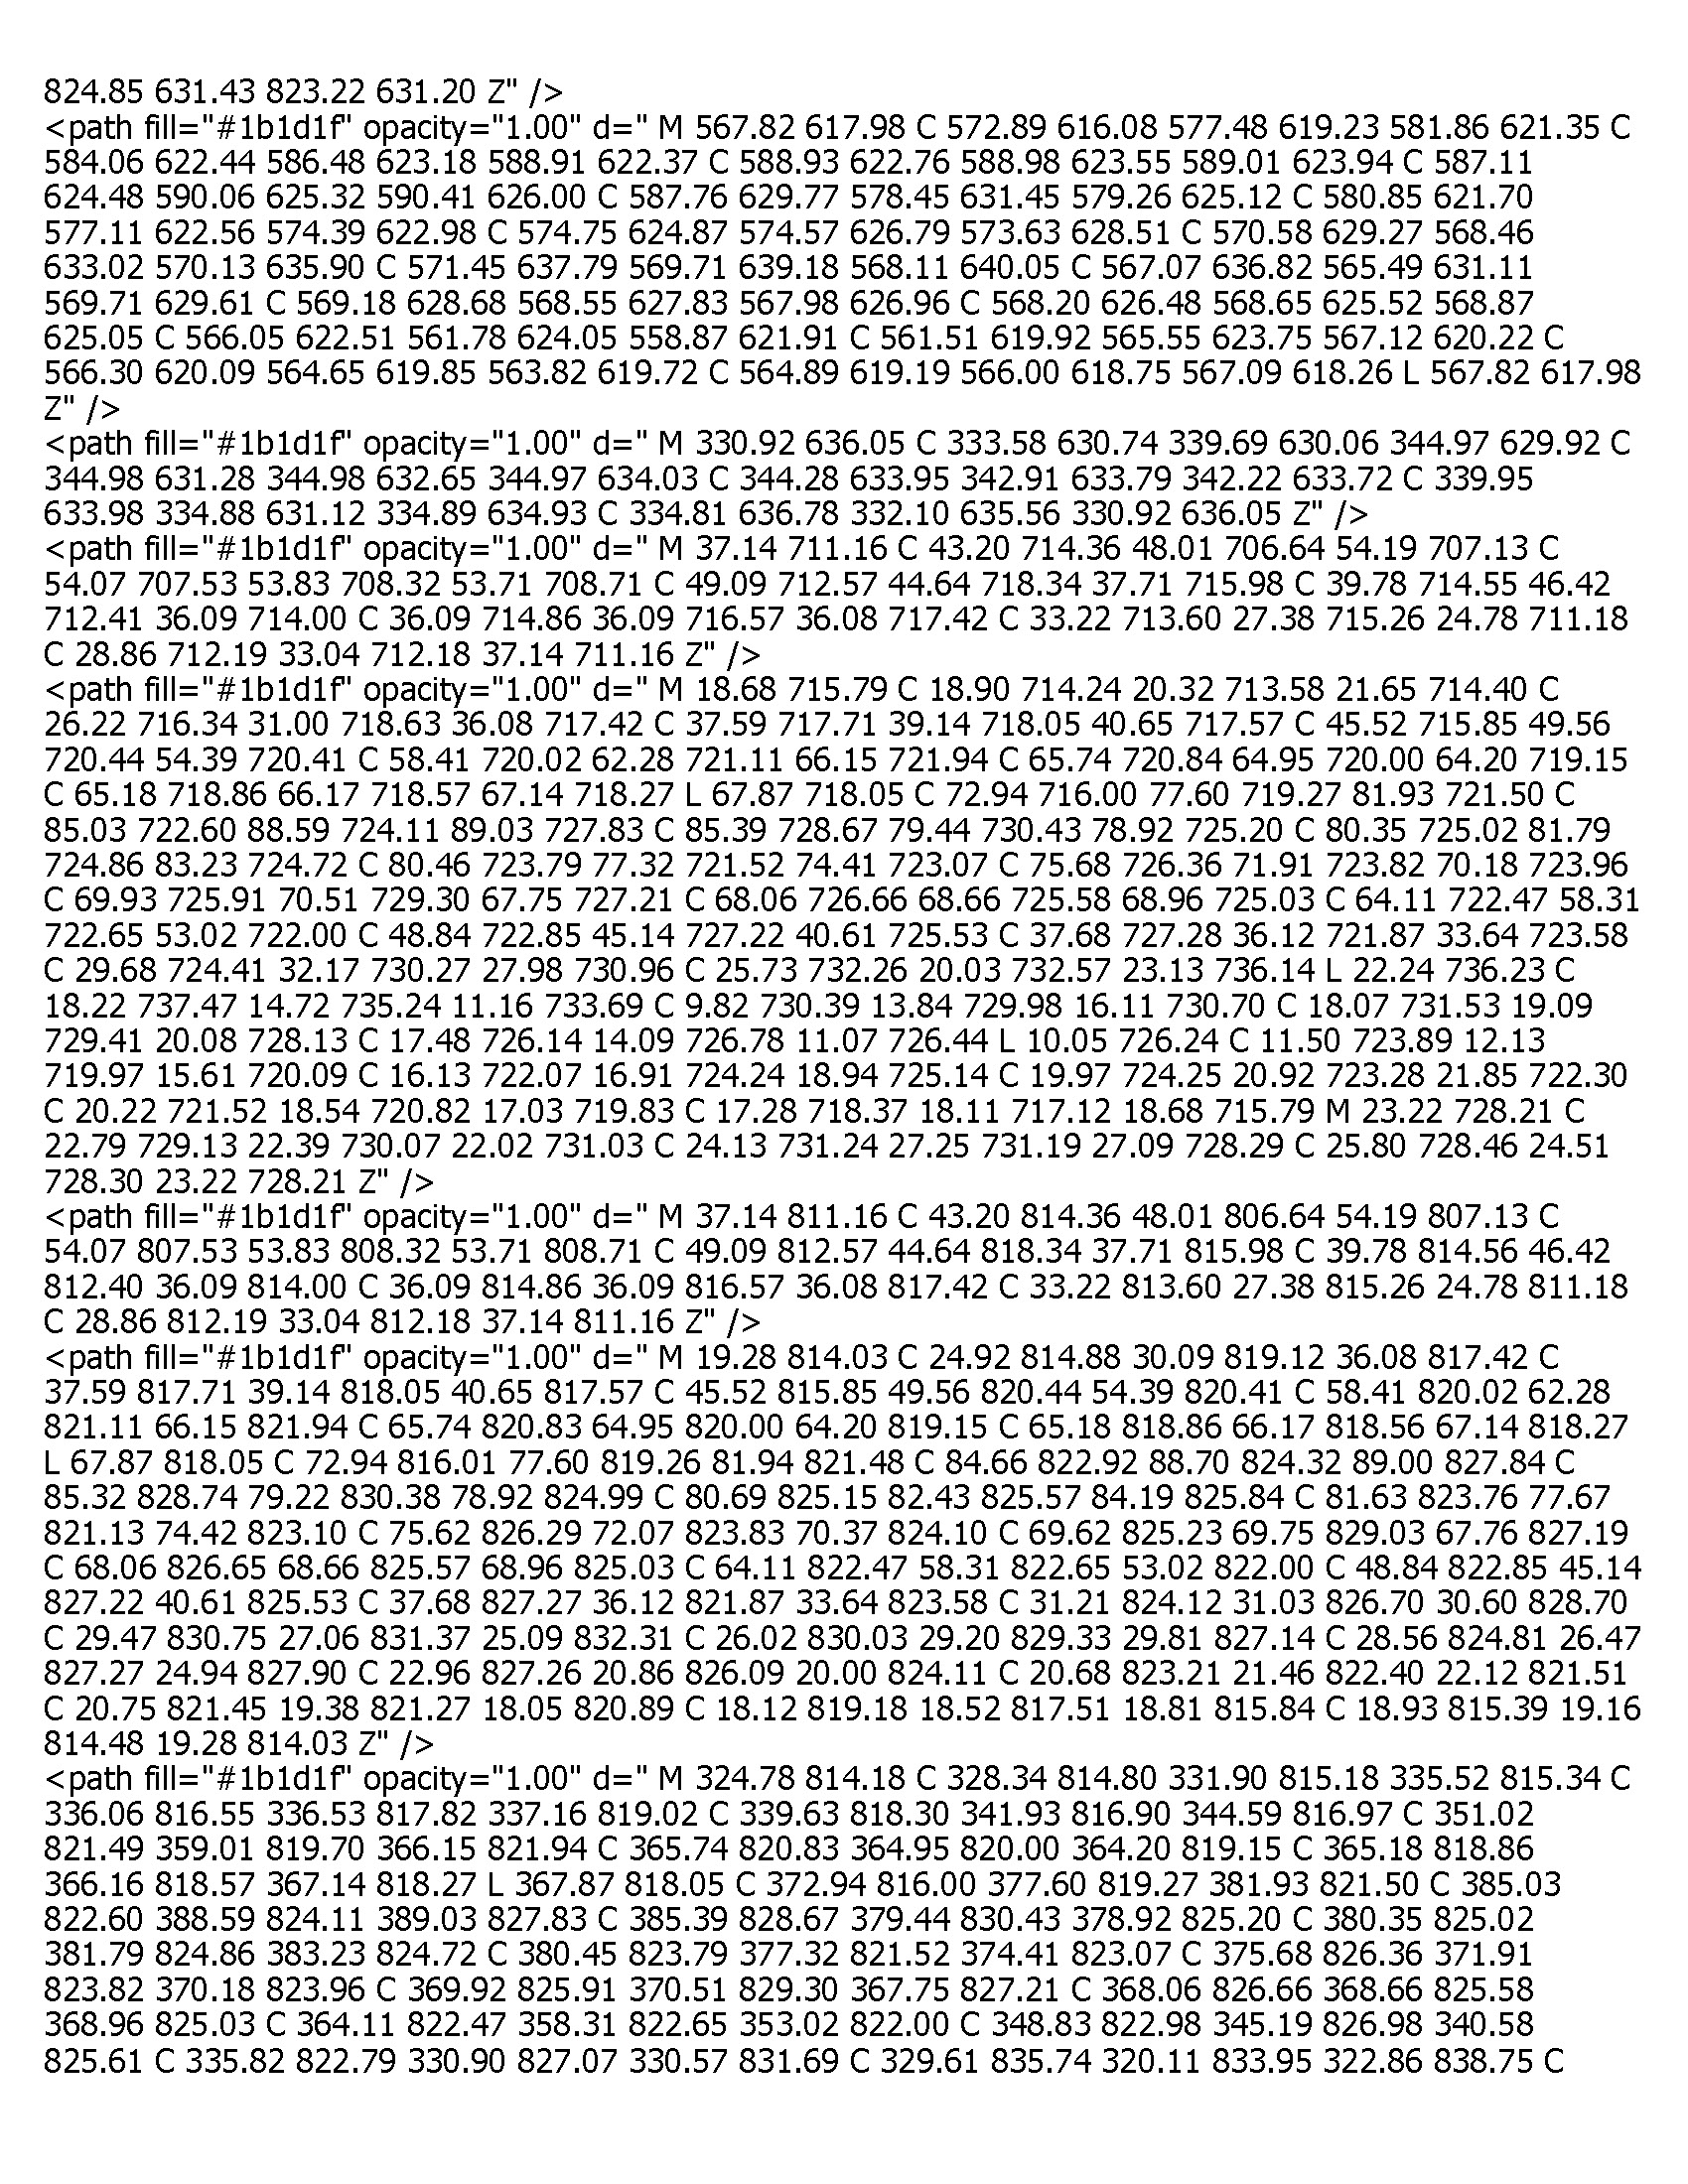 824.85 631.43 823.22 631.20 Z" />
<path fill="#1b1d1f" opacity="1.00" d=" M 567.82 617.98 C 572.89 616.08 577.48 619.23 581.86 621.35 C
584.06 622.44 586.48 623.18 588.91 622.37 C 588.93 622.76 588.98 623.55 589.01 623.94 C 587.11
624.48 590.06 625.32 590.41 626.00 C 587.76 629.77 578.45 631.45 579.26 625.12 C 580.85 621.70
577.11 622.56 574.39 622.98 C 574.75 624.87 574.57 626.79 573.63 628.51 C 570.58 629.27 568.46
633.02 570.13 635.90 C 571.45 637.79 569.71 639.18 568.11 640.05 C 567.07 636.82 565.49 631.11
569.71 629.61 C 569.18 628.68 568.55 627.83 567.98 626.96 C 568.20 626.48 568.65 625.52 568.87
625.05 C 566.05 622.51 561.78 624.05 558.87 621.91 C 561.51 619.92 565.55 623.75 567.12 620.22 C
566.30 620.09 564.65 619.85 563.82 619.72 C 564.89 619.19 566.00 618.75 567.09 618.26 L 567.82 617.98
Z" />
<path fill="#1b1d1f" opacity="1.00" d=" M 330.92 636.05 C 333.58 630.74 339.69 630.06 344.97 629.92 C
344.98 631.28 344.98 632.65 344.97 634.03 C 344.28 633.95 342.91 633.79 342.22 633.72 C 339.95
633.98 334.88 631.12 334.89 634.93 C 334.81 636.78 332.10 635.56 330.92 636.05 Z" />
<path fill="#1b1d1f" opacity="1.00" d=" M 37.14 711.16 C 43.20 714.36 48.01 706.64 54.19 707.13 C
54.07 707.53 53.83 708.32 53.71 708.71 C 49.09 712.57 44.64 718.34 37.71 715.98 C 39.78 714.55 46.42
712.41 36.09 714.00 C 36.09 714.86 36.09 716.57 36.08 717.42 C 33.22 713.60 27.38 715.26 24.78 711.18
C 28.86 712.19 33.04 712.18 37.14 711.16 Z" />
<path fill="#1b1d1f" opacity="1.00" d=" M 18.68 715.79 C 18.90 714.24 20.32 713.58 21.65 714.40 C
26.22 716.34 31.00 718.63 36.08 717.42 C 37.59 717.71 39.14 718.05 40.65 717.57 C 45.52 715.85 49.56
720.44 54.39 720.41 C 58.41 720.02 62.28 721.11 66.15 721.94 C 65.74 720.84 64.95 720.00 64.20 719.15
C 65.18 718.86 66.17 718.57 67.14 718.27 L 67.87 718.05 C 72.94 716.00 77.60 719.27 81.93 721.50 C
85.03 722.60 88.59 724.11 89.03 727.83 C 85.39 728.67 79.44 730.43 78.92 725.20 C 80.35 725.02 81.79
724.86 83.23 724.72 C 80.46 723.79 77.32 721.52 74.41 723.07 C 75.68 726.36 71.91 723.82 70.18 723.96
C 69.93 725.91 70.51 729.30 67.75 727.21 C 68.06 726.66 68.66 725.58 68.96 725.03 C 64.11 722.47 58.31
722.65 53.02 722.00 C 48.84 722.85 45.14 727.22 40.61 725.53 C 37.68 727.28 36.12 721.87 33.64 723.58
C 29.68 724.41 32.17 730.27 27.98 730.96 C 25.73 732.26 20.03 732.57 23.13 736.14 L 22.24 736.23 C
18.22 737.47 14.72 735.24 11.16 733.69 C 9.82 730.39 13.84 729.98 16.11 730.70 C 18.07 731.53 19.09
729.41 20.08 728.13 C 17.48 726.14 14.09 726.78 11.07 726.44 L 10.05 726.24 C 11.50 723.89 12.13
719.97 15.61 720.09 C 16.13 722.07 16.91 724.24 18.94 725.14 C 19.97 724.25 20.92 723.28 21.85 722.30
C 20.22 721.52 18.54 720.82 17.03 719.83 C 17.28 718.37 18.11 717.12 18.68 715.79 M 23.22 728.21 C
22.79 729.13 22.39 730.07 22.02 731.03 C 24.13 731.24 27.25 731.19 27.09 728.29 C 25.80 728.46 24.51
728.30 23.22 728.21 Z" />
<path fill="#1b1d1f" opacity="1.00" d=" M 37.14 811.16 C 43.20 814.36 48.01 806.64 54.19 807.13 C
54.07 807.53 53.83 808.32 53.71 808.71 C 49.09 812.57 44.64 818.34 37.71 815.98 C 39.78 814.56 46.42
812.40 36.09 814.00 C 36.09 814.86 36.09 816.57 36.08 817.42 C 33.22 813.60 27.38 815.26 24.78 811.18
C 28.86 812.19 33.04 812.18 37.14 811.16 Z" />
<path fill="#1b1d1f" opacity="1.00" d=" M 19.28 814.03 C 24.92 814.88 30.09 819.12 36.08 817.42 C
37.59 817.71 39.14 818.05 40.65 817.57 C 45.52 815.85 49.56 820.44 54.39 820.41 C 58.41 820.02 62.28
821.11 66.15 821.94 C 65.74 820.83 64.95 820.00 64.20 819.15 C 65.18 818.86 66.17 818.56 67.14 818.27
L 67.87 818.05 C 72.94 816.01 77.60 819.26 81.94 821.48 C 84.66 822.92 88.70 824.32 89.00 827.84 C
85.32 828.74 79.22 830.38 78.92 824.99 C 80.69 825.15 82.43 825.57 84.19 825.84 C 81.63 823.76 77.67
821.13 74.42 823.10 C 75.62 826.29 72.07 823.83 70.37 824.10 C 69.62 825.23 69.75 829.03 67.76 827.19
C 68.06 826.65 68.66 825.57 68.96 825.03 C 64.11 822.47 58.31 822.65 53.02 822.00 C 48.84 822.85 45.14
827.22 40.61 825.53 C 37.68 827.27 36.12 821.87 33.64 823.58 C 31.21 824.12 31.03 826.70 30.60 828.70
C 29.47 830.75 27.06 831.37 25.09 832.31 C 26.02 830.03 29.20 829.33 29.81 827.14 C 28.56 824.81 26.47
827.27 24.94 827.90 C 22.96 827.26 20.86 826.09 20.00 824.11 C 20.68 823.21 21.46 822.40 22.12 821.51
C 20.75 821.45 19.38 821.27 18.05 820.89 C 18.12 819.18 18.52 817.51 18.81 815.84 C 18.93 815.39 19.16
814.48 19.28 814.03 Z" />
<path fill="#1b1d1f" opacity="1.00" d=" M 324.78 814.18 C 328.34 814.80 331.90 815.18 335.52 815.34 C
336.06 816.55 336.53 817.82 337.16 819.02 C 339.63 818.30 341.93 816.90 344.59 816.97 C 351.02
821.49 359.01 819.70 366.15 821.94 C 365.74 820.83 364.95 820.00 364.20 819.15 C 365.18 818.86
366.16 818.57 367.14 818.27 L 367.87 818.05 C 372.94 816.00 377.60 819.27 381.93 821.50 C 385.03
822.60 388.59 824.11 389.03 827.83 C 385.39 828.67 379.44 830.43 378.92 825.20 C 380.35 825.02
381.79 824.86 383.23 824.72 C 380.45 823.79 377.32 821.52 374.41 823.07 C 375.68 826.36 371.91
823.82 370.18 823.96 C 369.92 825.91 370.51 829.30 367.75 827.21 C 368.06 826.66 368.66 825.58
368.96 825.03 C 364.11 822.47 358.31 822.65 353.02 822.00 C 348.83 822.98 345.19 826.98 340.58
825.61 C 335.82 822.79 330.90 827.07 330.57 831.69 C 329.61 835.74 320.11 833.95 322.86 838.75 C